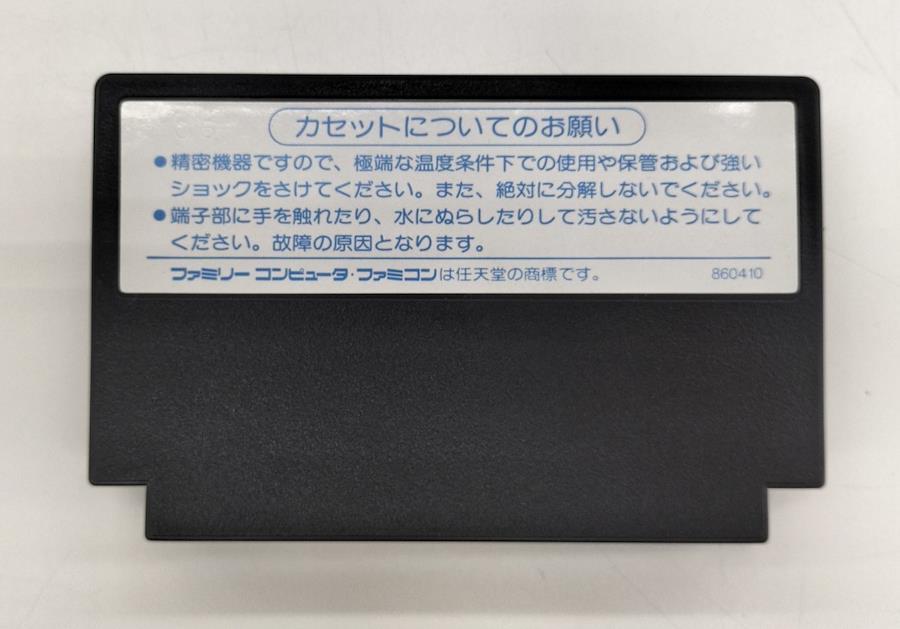 カセットについてのお願い
●精密機器ですので、極端な温度条件下での使用や保管および強い
ショックをさけてください。また、絶対に分解しないでください。
●端子部に手を触れたり、水にぬらしたりして汚さないようにして
ください。故障の原因となります。
ファミリーコンピュータ・ファミコンは任天堂の商標です。 860410